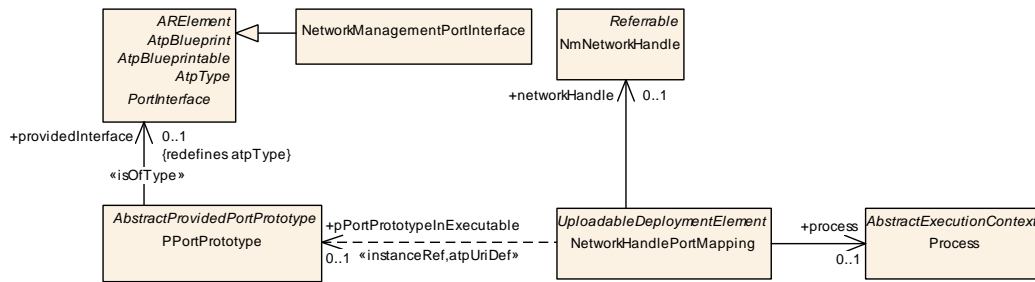 ARElement
AtpBlueprint
AtpBlueprintable
AtpType
PortInterface
NetworkManagementPortInterface
Referrable
NmNetworkHandle
+networkHandle 0..1
+providedInterface 0..1
{redefines atpType}
«isOfType»
AbstractProvidedPortPrototype
PPortPrototype
+pPortPrototypeInExecutable
0..1
«instanceRef,atpUriDef»
UploadableDeploymentElement
NetworkHandlePortMapping
+process
0..1
AbstractExecutionContext
Process